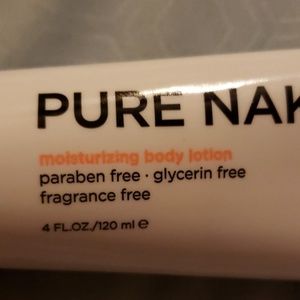 PURE NAK
moisturizing body lotion
paraben free · glycerin free
fragrance free
4 FL.OZ./120 ml ℮